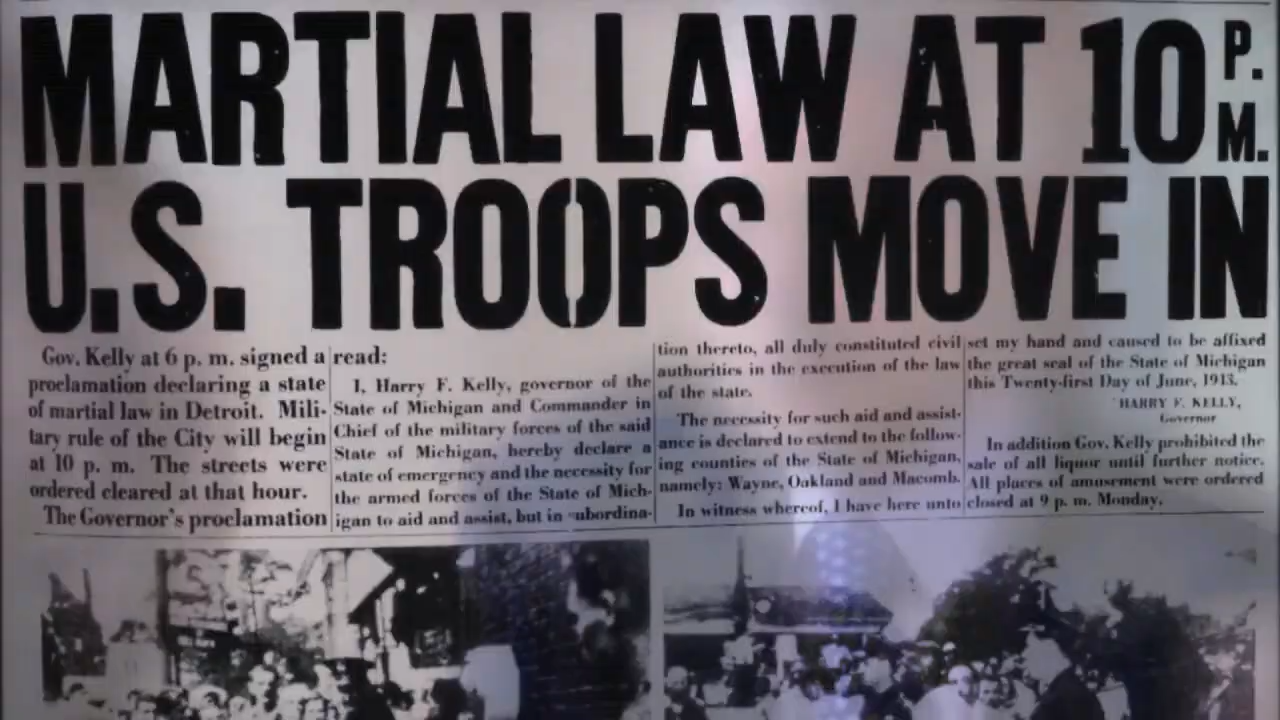 MARTIAL LAW AT 10 P. M.
U.S. TROOPS MOVE IN
Gov. Kelly at 6 p. m. signed a
proclamation declaring a state
of martial law in Detroit. Mili-
tary rule of the City will begin
at 10 p. m. The streets were
ordered cleared at that hour.
The Governor's proclamation
read:
I, Harry F. Kelly, governor of the
State of Michigan and Commander in
Chief of the military forces of the said
State of Michigan, hereby declare a
state of emergency and the necessity for
the armed forces of the State of Mich-
igan to aid and assist, but in subordina-
tion thereto, all duly constituted civil
authorities in the execution of the law
of the state.
The necessity for such aid and assist-
ance is declared to extend to the follow-
ing counties of the State of Michigan,
namely: Wayne, Oakland and Macomb.
In witness whereof, I have here unto
set my hand and caused to be affixed
the great seal of the State of Michigan
this Twenty-first Day of June, 1943.
HARRY F. KELLY,
Governor
In addition Gov. Kelly prohibited the
sale of all liquor until further notice.
All places of amusement were ordered
closed at 9 p. m. Monday.